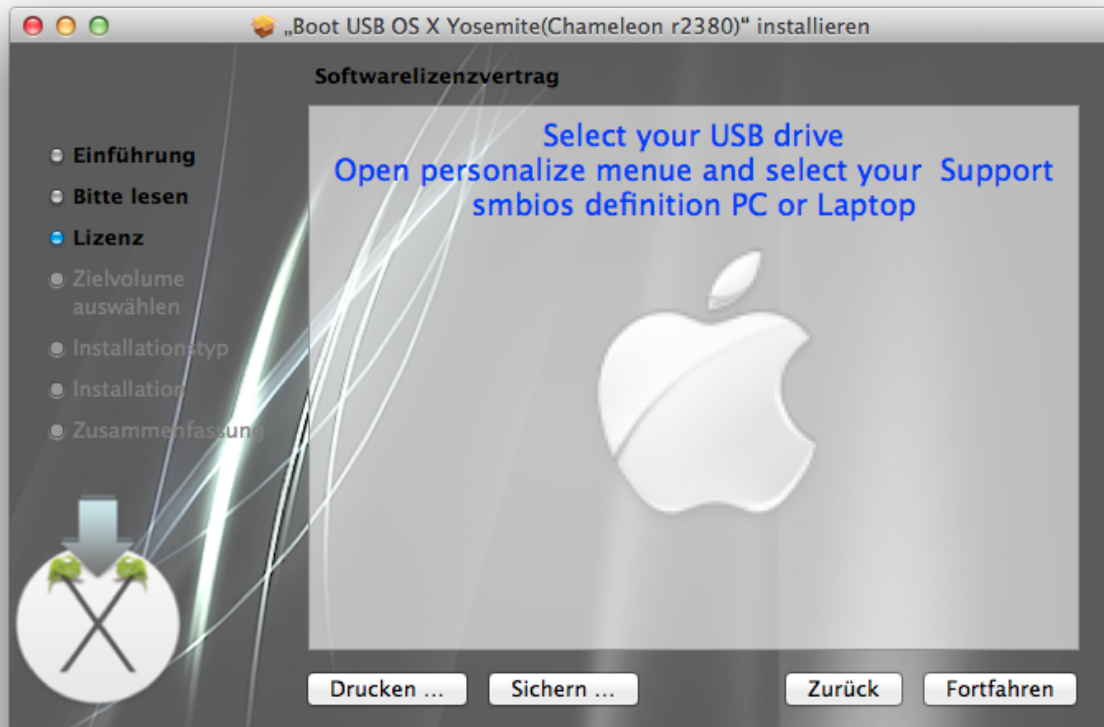 „Boot USB OS X Yosemite(Chameleon r2380)“ installieren
Softwarelizenzvertrag
Einführung
Bitte lesen
Lizenz
Zielvolume
auswählen
Installationstyp
Installation
Zusammenfassung
Select your USB drive
Open personalize menue and select your  Support
smbios definition PC or Laptop
Drucken ...
Sichern ...
Zurück
Fortfahren